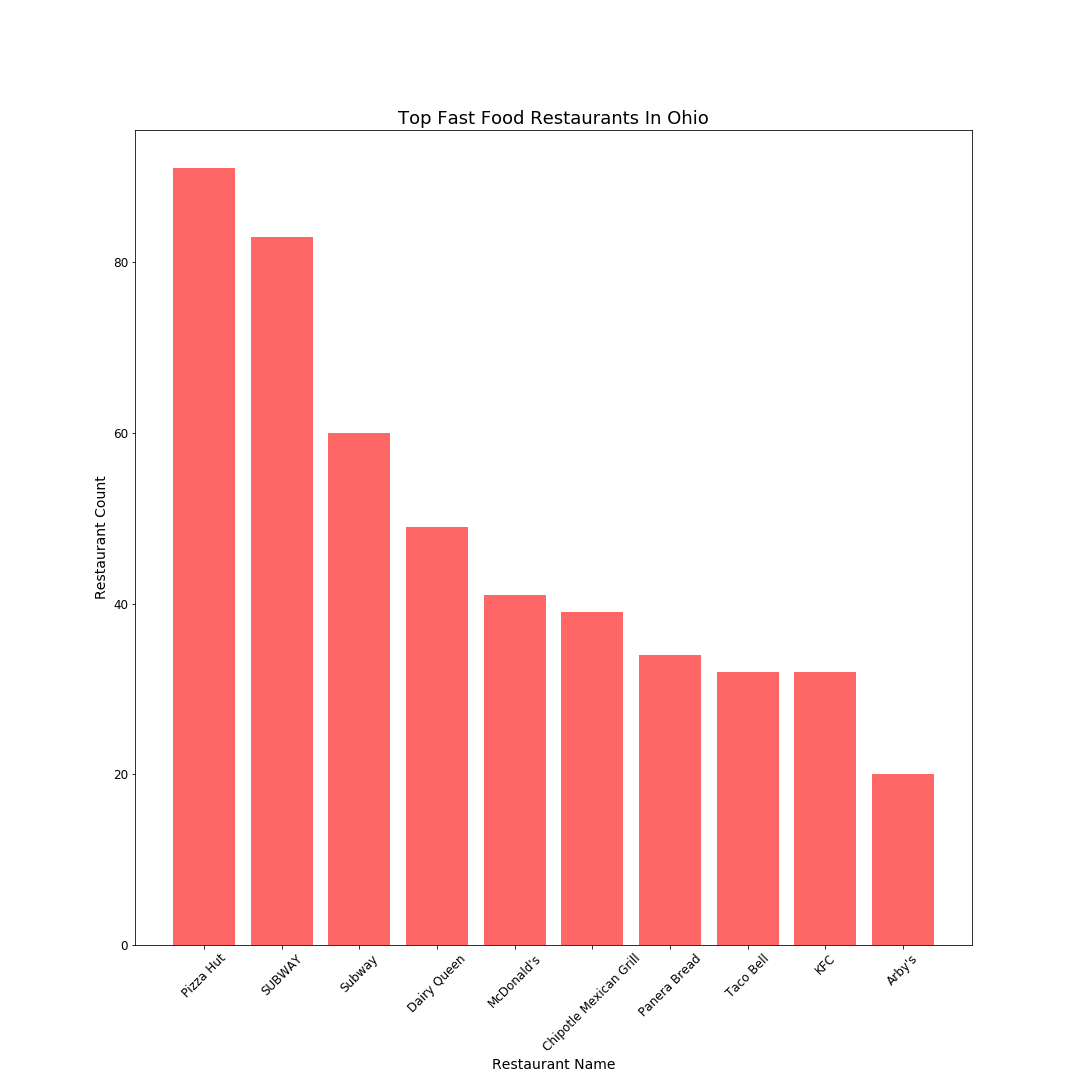 Top Fast Food Restaurants In Ohio
Restaurant Count
80
60
40
20
0
Pizza Hut
SUBWAY
Subway
Dairy Queen
McDonald's
Chipotle Mexican Grill
Panera Bread
Taco Bell
KFC
Arby's
Restaurant Name